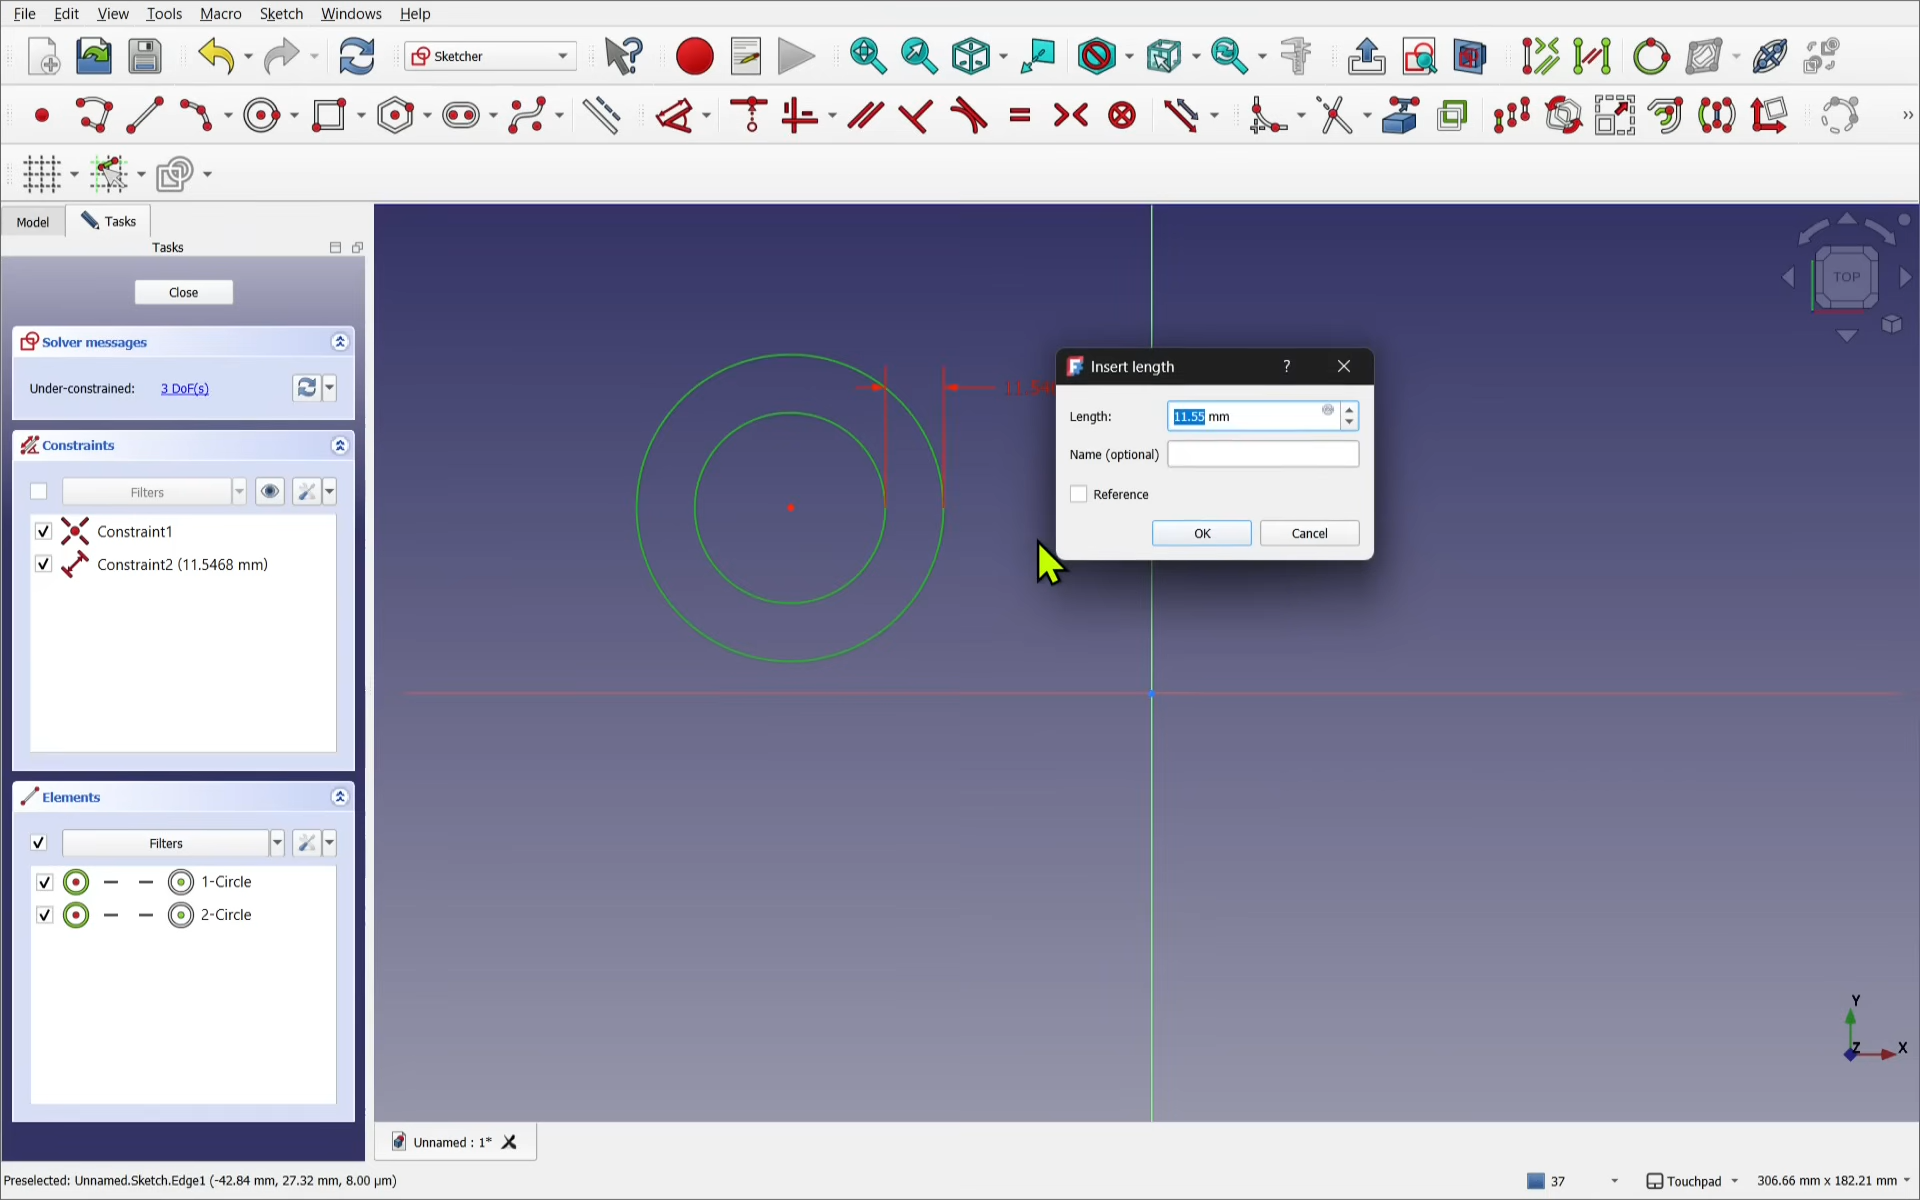 File Edit View Tools Macro Sketch Windows Help
Sketcher
Model Tasks
Tasks
Close
Solver messages
Under-constrained: 3 DoF(s)
Constraints
Filters
Constraint1
Constraint2 (11.5468 mm)
Elements
Filters
1-Circle
2-Circle
TOP
Insert length ?
Length: 11.55 mm
Name (optional)
Reference
OK Cancel
Y
Z X
Unnamed : 1*
Preselected: Unnamed.Sketch.Edge1 (-42.84 mm, 27.32 mm, 8.00 µm) 37 Touchpad 306.66 mm x 182.21 mm